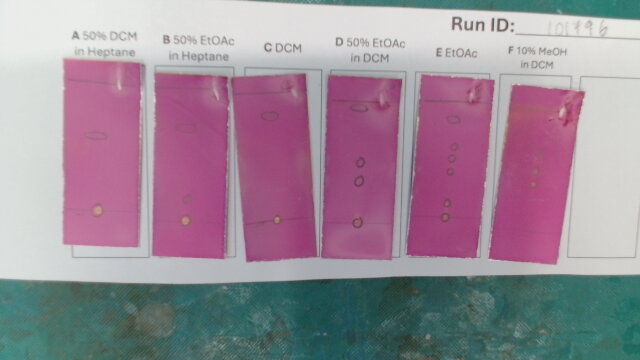 Run ID: 101796
A 50% DCM
in Heptane
B 50% EtOAc
in Heptane
C DCM
D 50% EtOAc
in DCM
E EtOAc
F 10% MeOH
in DCM